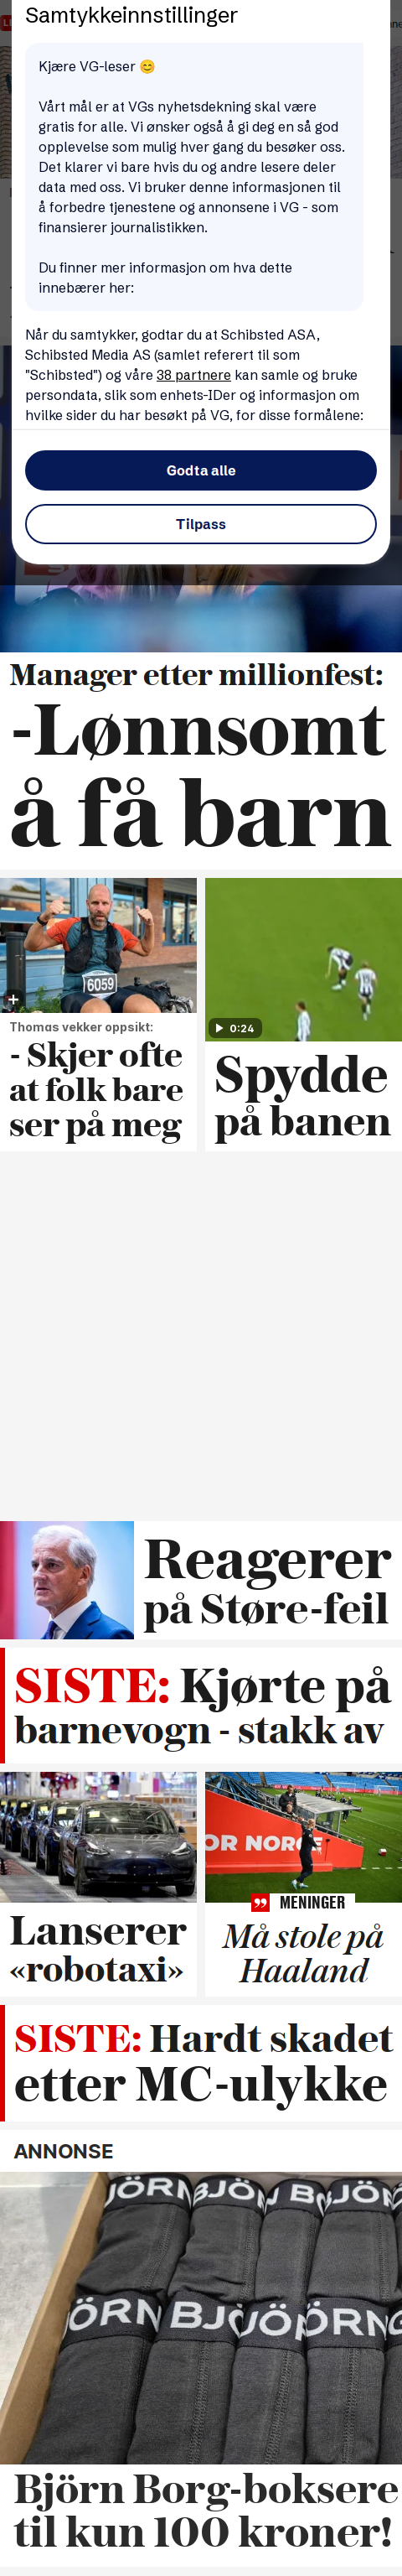 Samtykkeinnstillinger
Kjære VG-leser 😊
Vårt mål er at VGs nyhetsdekning skal være
gratis for alle. Vi ønsker også å gi deg en så god
opplevelse som mulig hver gang du besøker oss.
Det klarer vi bare hvis du og andre lesere deler
data med oss. Vi bruker denne informasjonen til
å forbedre tjenestene og annonsene i VG - som
finansierer journalistikken.
Du finner mer informasjon om hva dette
innebærer her:
Når du samtykker, godtar du at Schibsted ASA,
Schibsted Media AS (samlet referert til som
"Schibsted") og våre 38 partnere kan samle og bruke
persondata, slik som enhets-IDer og informasjon om
hvilke sider du har besøkt på VG, for disse formålene:
Godta alle
Tilpass
Manager etter millionfest:
-Lønnsomt
å få barn
6059
0:24
Thomas vekker oppsikt:
- Skjer ofte
at folk bare
ser på meg
Spydde
på banen
Reagerer
på Støre-feil
SISTE: Kjørte på
barnevogn - stakk av
OR NORGE
MENINGER
Lanserer
«robotaxi»
Må stole på
Haaland
SISTE: Hardt skadet
etter MC-ulykke
ANNONSE
BJÖRN
Björn Borg-boksere
til kun 100 kroner!